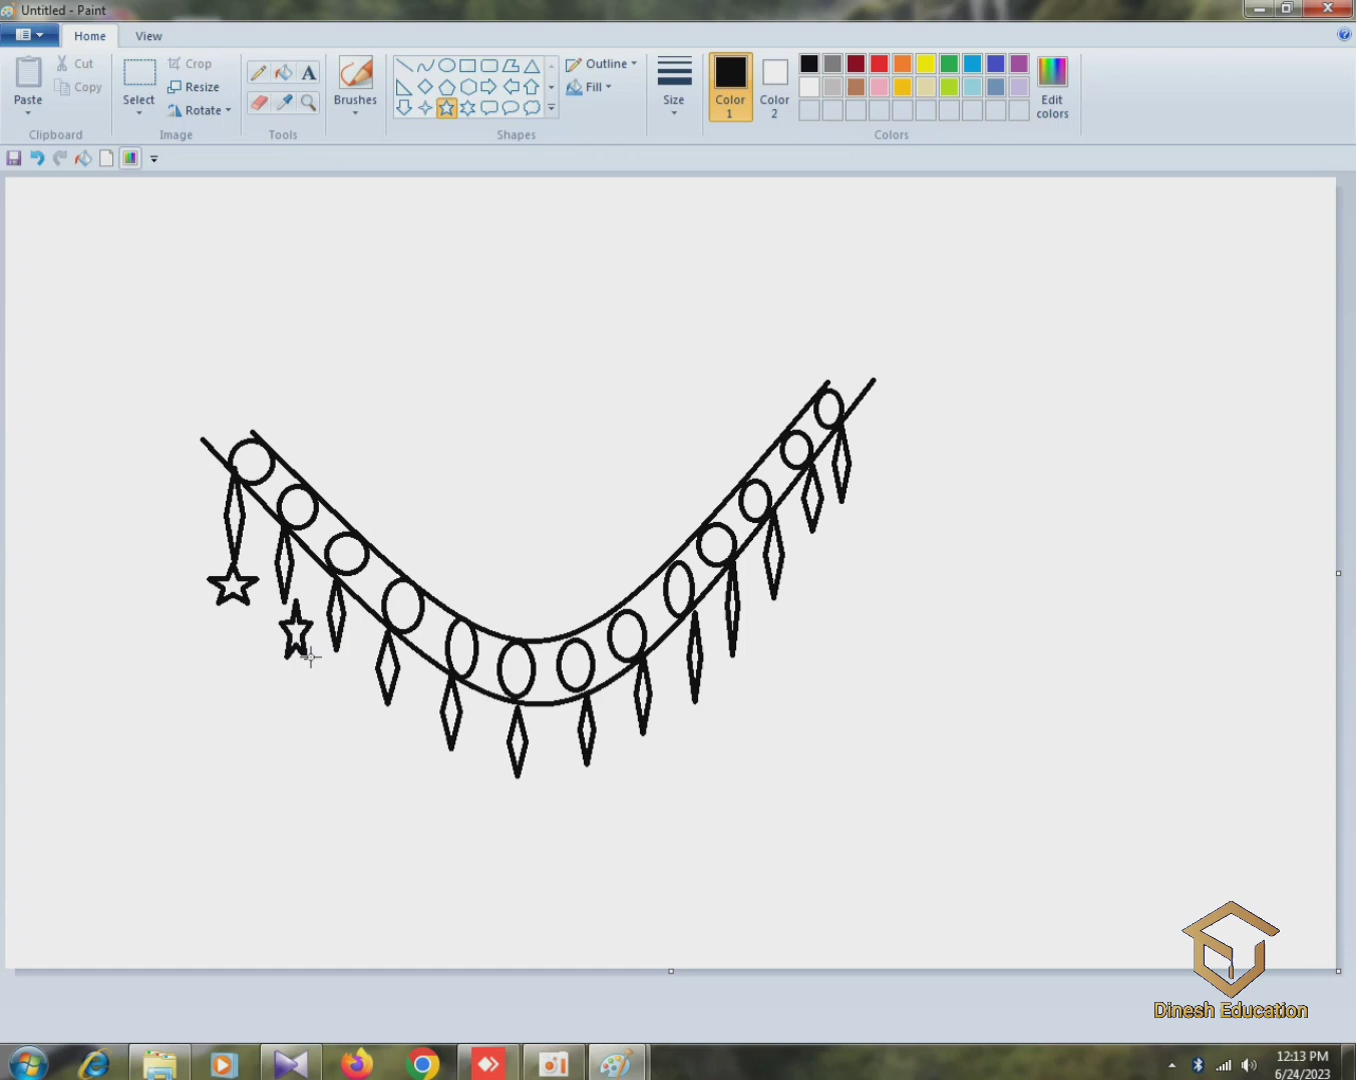 Untitled - Paint
Home View
Paste
Cut
Copy
Clipboard
Select
Crop
Resize
Rotate
Image
Tools
Brushes
Outline
Fill
Shapes
Size
Color 1
Color 2
Edit colors
Colors
Dinesh Education
12:13 PM
6/24/2023